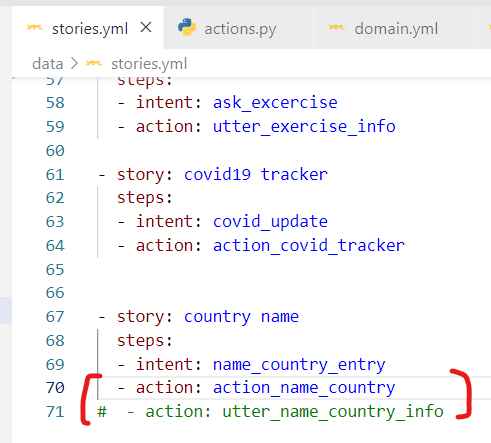 stories.yml
actions.py
domain.yml
data > stories.yml
57 steps:
58 - intent: ask_excercise
59 - action: utter_exercise_info
60
61 - story: covid19 tracker
62 steps:
63 - intent: covid_update
64 - action: action_covid_tracker
65
66
67 - story: country name
68 steps:
69 - intent: name_country_entry
70 - action: action_name_country
71 # - action: utter_name_country_info